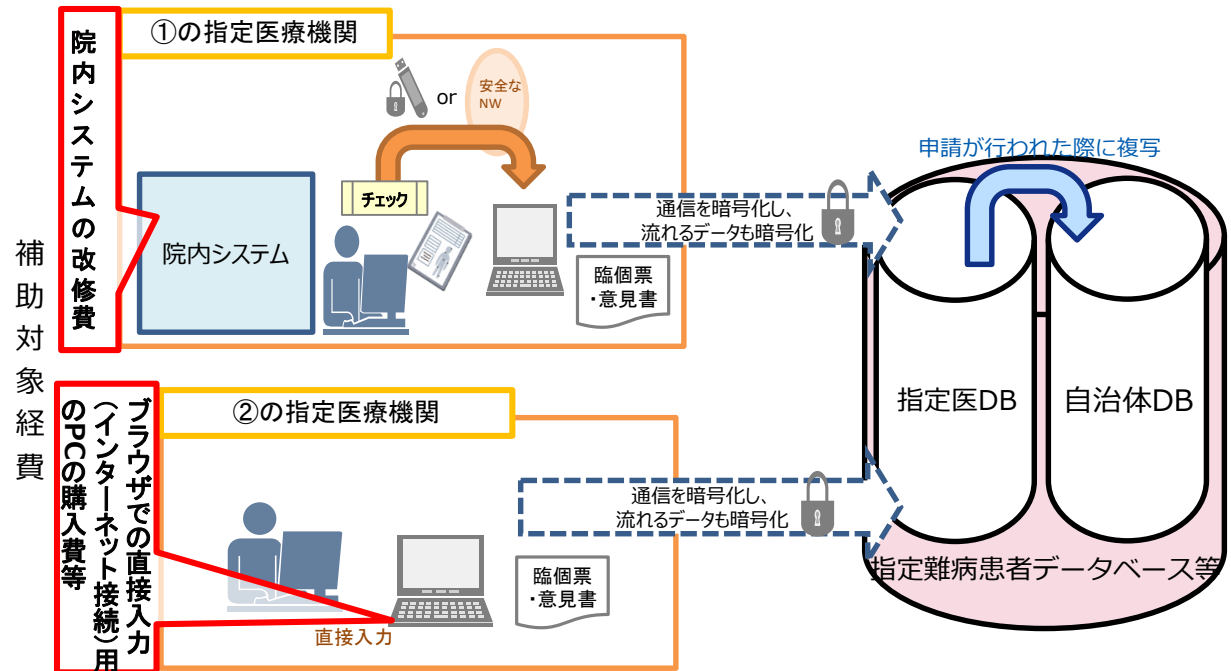 補助対象経費
院内システムの改修費
①の指定医療機関
or
安全な
NW
チェック
院内システム
臨個票
・意見書
通信を暗号化し、
流れるデータも暗号化
申請が行われた際に複写
指定医DB
自治体DB
指定難病患者データベース等
ブラウザでの直接入力
（インターネット接続）用
のPCの購入費等
②の指定医療機関
直接入力
臨個票
・意見書
通信を暗号化し、
流れるデータも暗号化